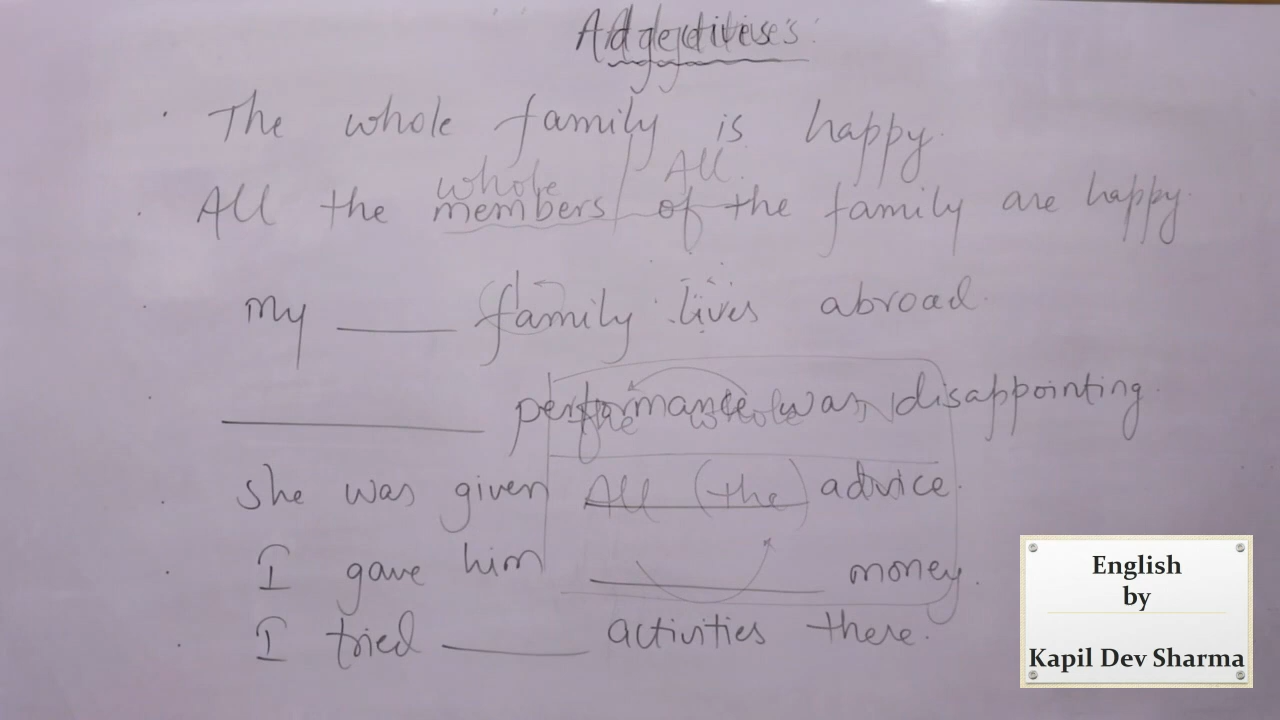 Adjectives:
The whole family is happy.
whole All.
All the members of the family are happy.
My ____ family lives abroad.
____ performance was disappointing.
the whole
She was given All (the) advice.
I gave him ____ money.
I tried ____ activities there.
English
by
Kapil Dev Sharma